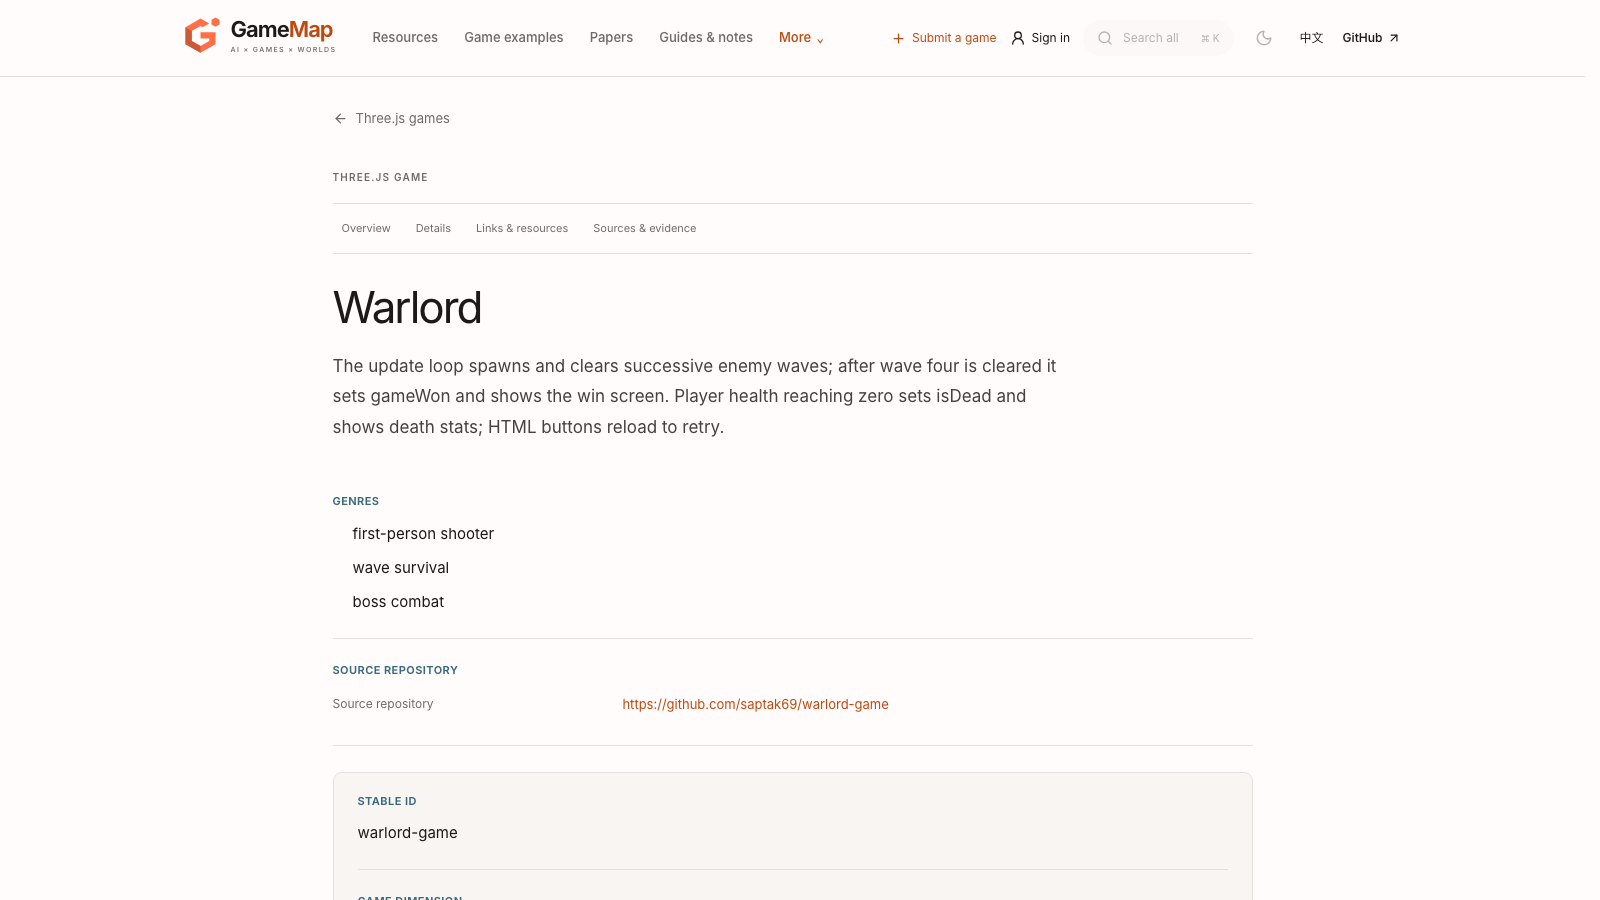 GameMap
AI × GAMES × WORLDS
Resources
Game examples
Papers
Guides & notes
More
Submit a game
Sign in
Search all
⌘ K
中文
GitHub
Three.js games
THREE.JS GAME
Overview
Details
Links & resources
Sources & evidence
Warlord
The update loop spawns and clears successive enemy waves; after wave four is cleared it
sets gameWon and shows the win screen. Player health reaching zero sets isDead and
shows death stats; HTML buttons reload to retry.
GENRES
first-person shooter
wave survival
boss combat
SOURCE REPOSITORY
Source repository
https://github.com/saptak69/warlord-game
STABLE ID
warlord-game
GAME DIMENSION